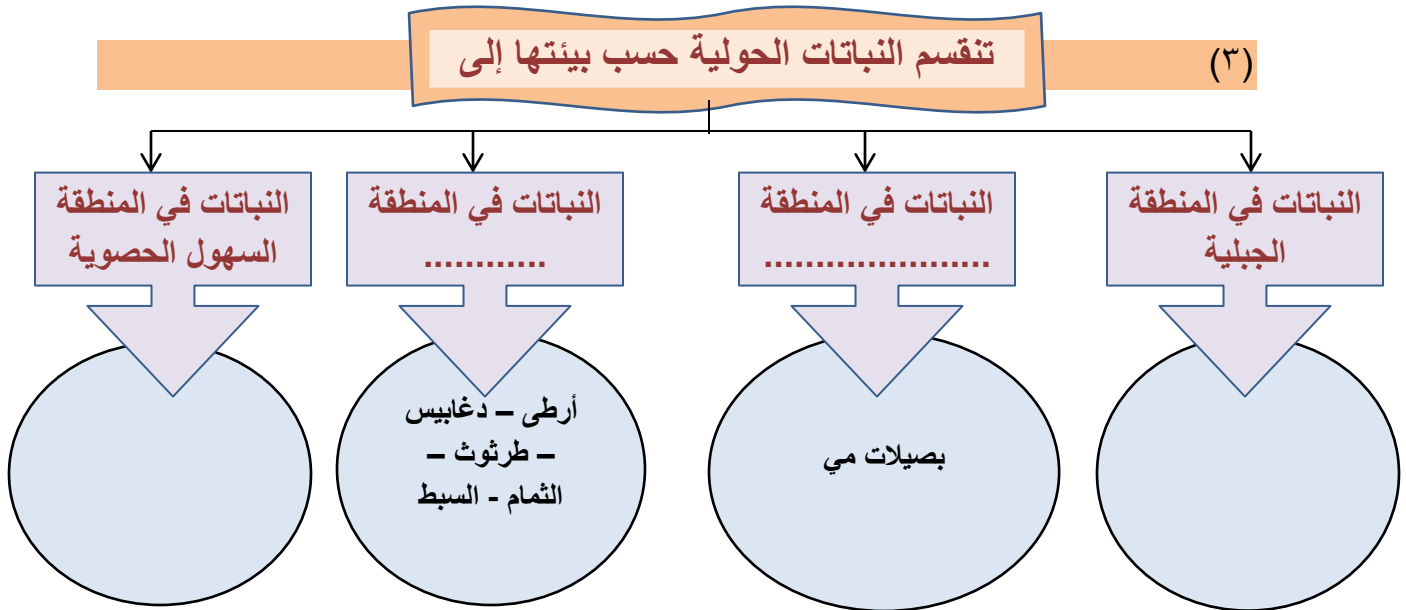 (٣)
تنقسم النباتات الحولية حسب بيئتها إلى
النباتات في المنطقة
الجبلية
النباتات في المنطقة
......................
بصيلات مي
النباتات في المنطقة
............
أرطى – دغابيس
– طرثوث –
الثمام - السبط
النباتات في المنطقة
السهول الحصوية